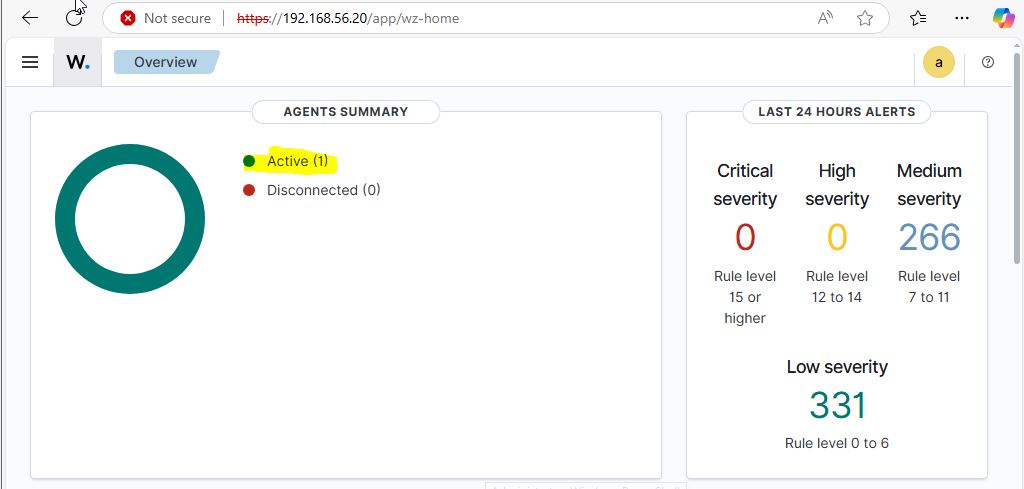 Not secure https://192.168.56.20/app/wz-home
W. Overview a
AGENTS SUMMARY
Active (1)
Disconnected (0)
LAST 24 HOURS ALERTS
Critical severity
0
Rule level 15 or higher
High severity
0
Rule level 12 to 14
Medium severity
266
Rule level 7 to 11
Low severity
331
Rule level 0 to 6